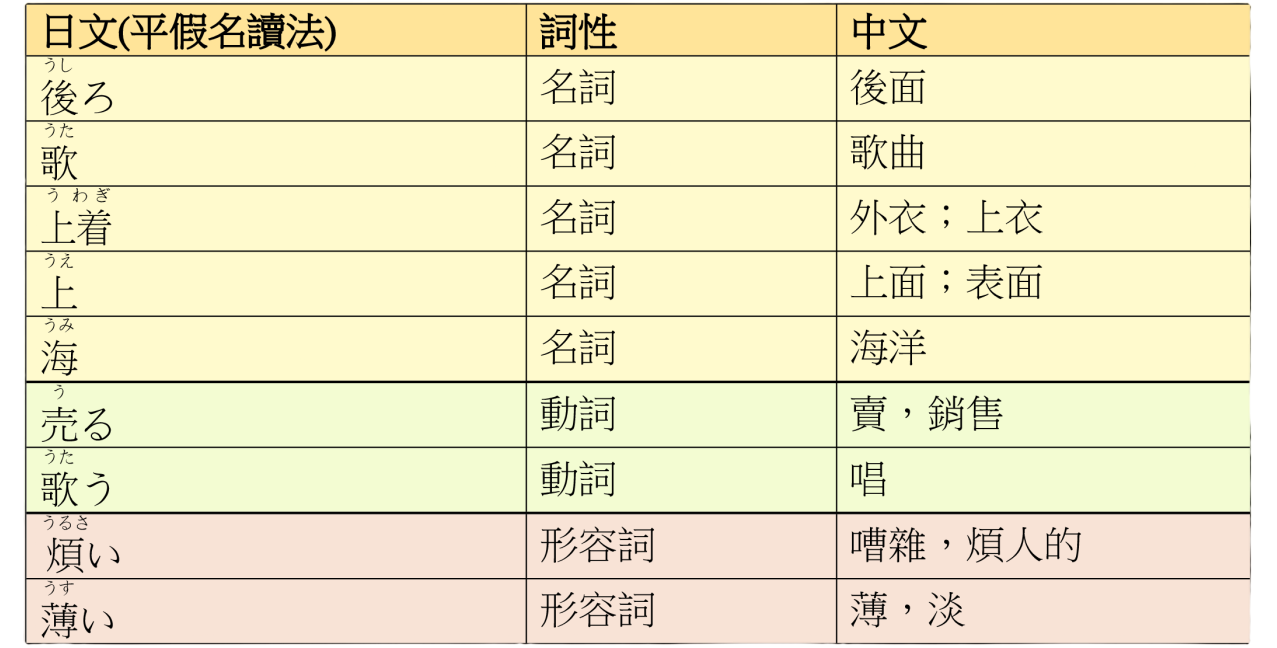 日文(平假名讀法) 詞性 中文
うし
後ろ 名詞 後面
うた
歌 名詞 歌曲
うわぎ
上着 名詞 外衣；上衣
うえ
上 名詞 上面；表面
うみ
海 名詞 海洋
う
売る 動詞 賣，銷售
うた
歌う 動詞 唱
うるさ
煩い 形容詞 嘈雜，煩人的
うす
薄い 形容詞 薄，淡